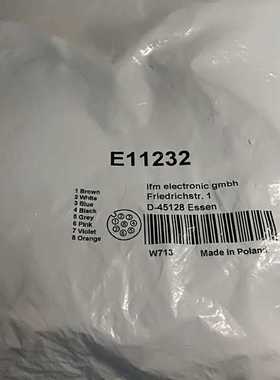 E11232
1 Brown
2 White
3 Blue
4 Black
5 Grey
6 Pink
7 Violet
8 Orange
ifm electronic gmbh
Friedrichstr. 1
D-45128 Essen
W713
Made in Poland